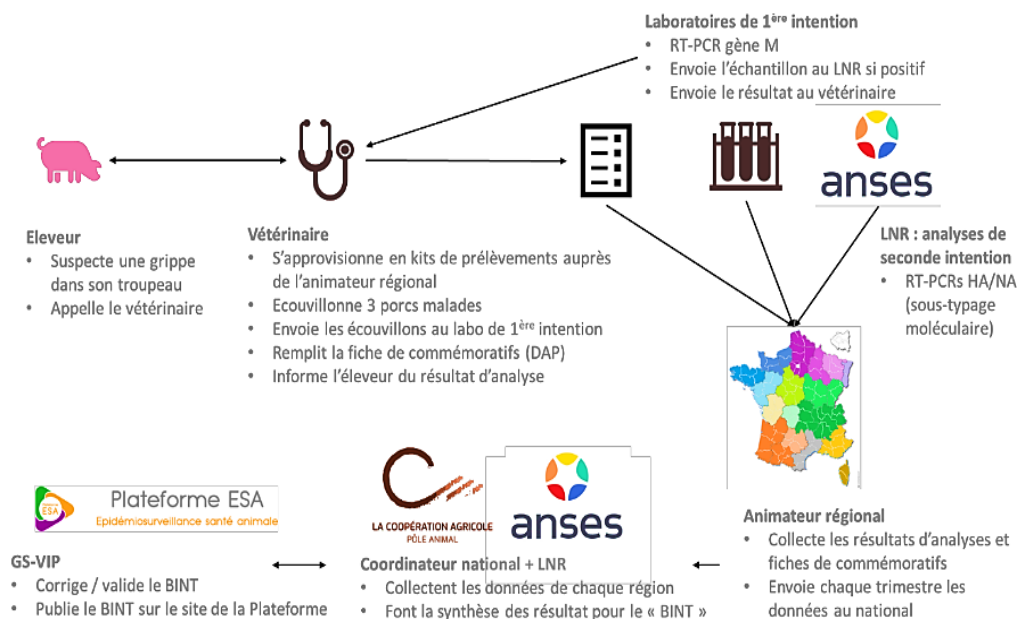 Laboratoires de 1ère intention
• RT-PCR gène M
• Envoie l'échantillon au LNR si positif
• Envoie le résultat au vétérinaire
anses
Eleveur
• Suspecte une grippe
dans son troupeau
• Appelle le vétérinaire
Vétérinaire
• S'approvisionne en kits de prélèvements auprès
de l'animateur régional
• Ecouvillonne 3 porcs malades
• Envoie les écouvillons au labo de 1ère intention
• Remplit la fiche de commémoratifs (DAP)
• Informe l'éleveur du résultat d'analyse
LNR : analyses de
seconde intention
• RT-PCRs HA/NA
(sous-typage
moléculaire)
ESA
Plateforme ESA
Epidémiosurveillance santé animale
GS-VIP
• Corrige / valide le BINT
• Publie le BINT sur le site de la Plateforme
LA COOPÉRATION AGRICOLE
PÔLE ANIMAL
anses
Coordinateur national + LNR
• Collectent les données de chaque région
• Font la synthèse des résultat pour le « BINT »
Animateur régional
• Collecte les résultats d'analyses et
fiches de commémoratifs
• Envoie chaque trimestre les
données au national